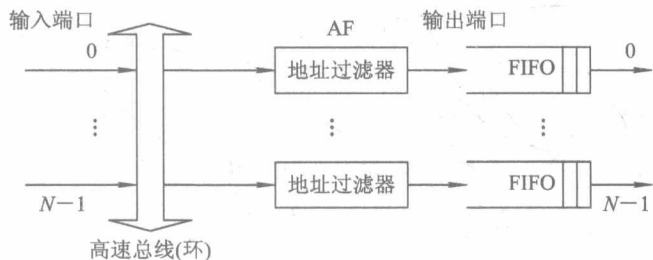 输入端口 AF 输出端口
0 0
地址过滤器 FIFO
⋮ ⋮ ⋮
地址过滤器 FIFO
N−1 N−1
高速总线(环)